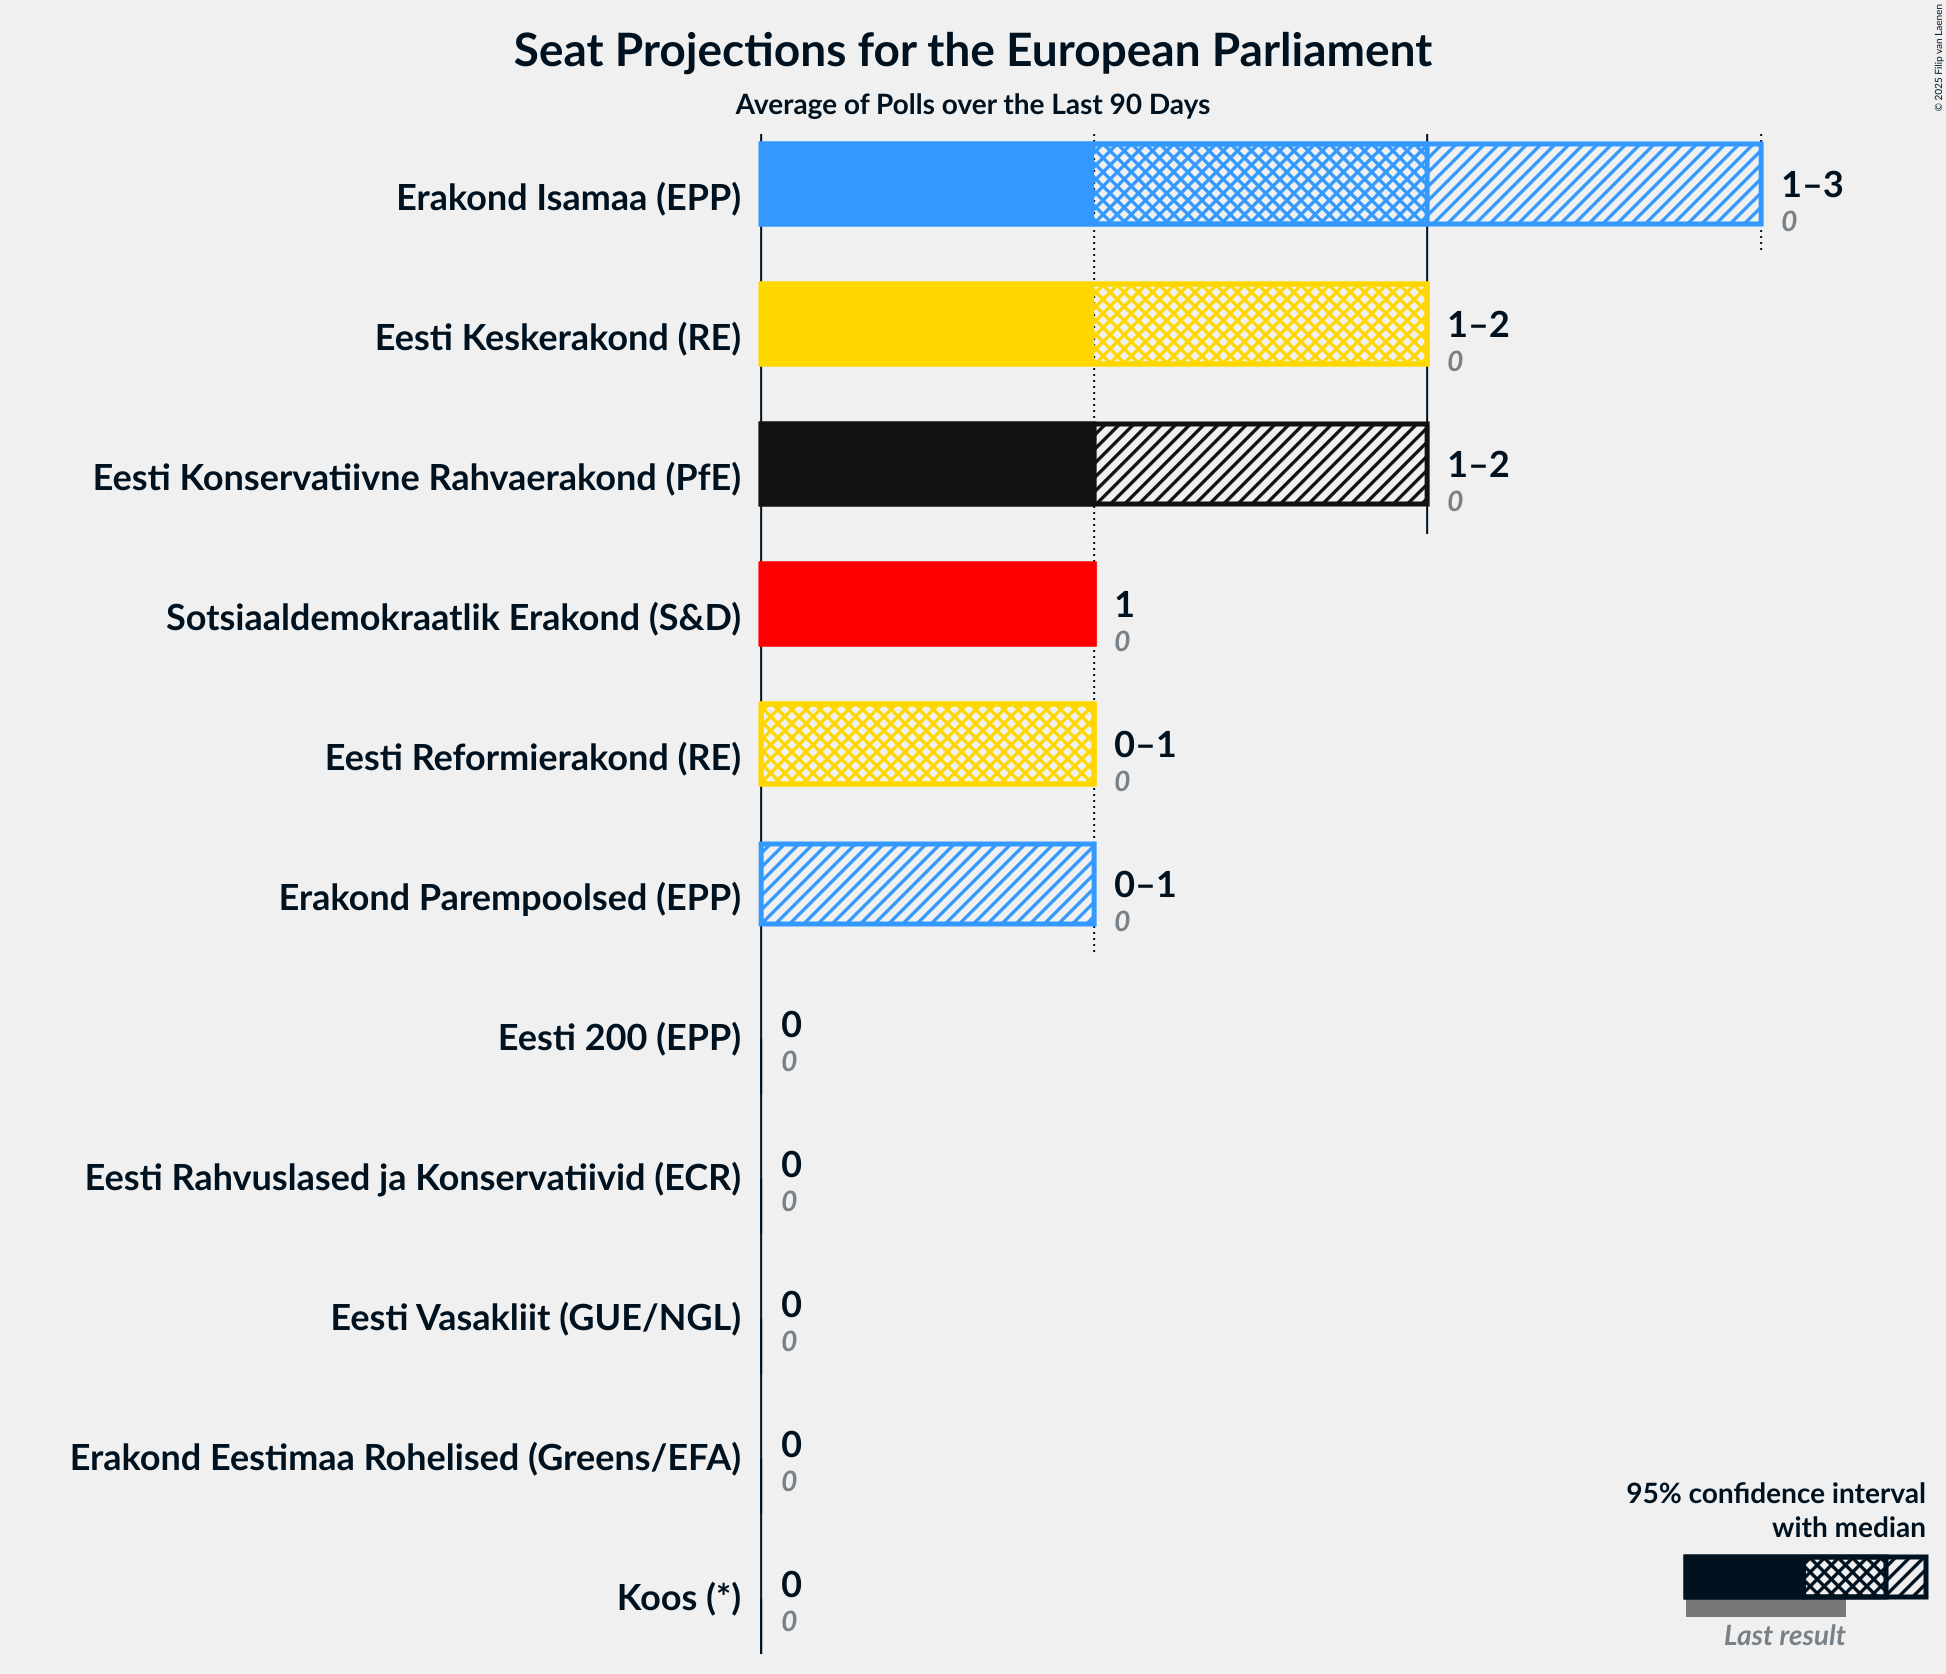 Seat Projections for the European Parliament
Average of Polls over the Last 90 Days
© 2025 Filip van Laenen
Erakond Isamaa (EPP)
1–3
0
Eesti Keskerakond (RE)
1–2
0
Eesti Konservatiivne Rahvaerakond (PfE)
1–2
0
Sotsiaaldemokraatlik Erakond (S&D)
1
0
Eesti Reformierakond (RE)
0–1
0
Erakond Parempoolsed (EPP)
0–1
0
Eesti 200 (EPP)
0
0
Eesti Rahvuslased ja Konservatiivid (ECR)
0
0
Eesti Vasakliit (GUE/NGL)
0
0
Erakond Eestimaa Rohelised (Greens/EFA)
0
0
Koos (*)
0
0
95% confidence interval
with median
Last result